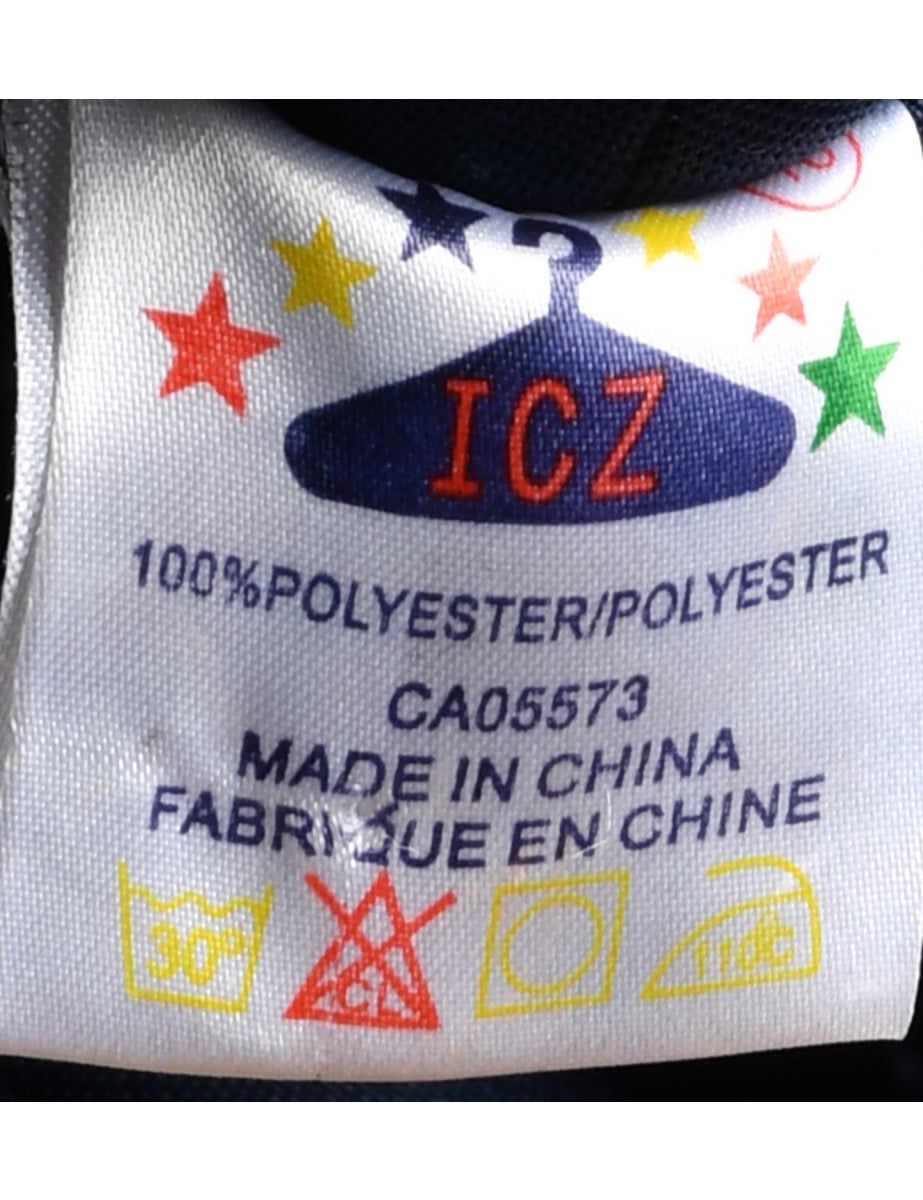 ICZ
100%POLYESTER/POLYESTER
CA05573
MADE IN CHINA
FABRIQUE EN CHINE
30° CL 110°C